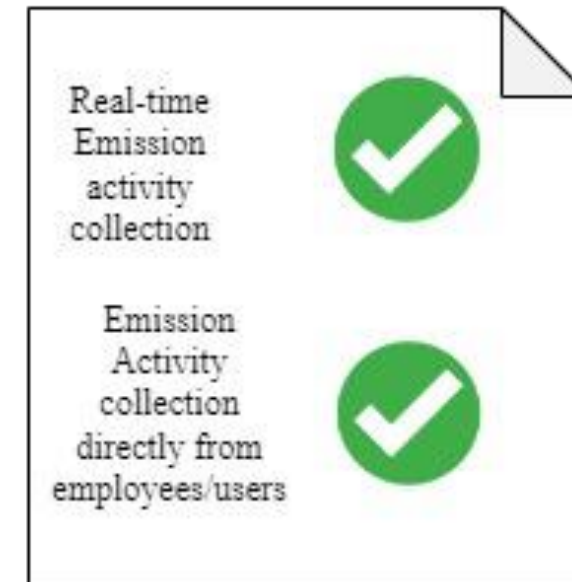 Real-time
Emission
activity
collection
Emission
Activity
collection
directly from
employees/users